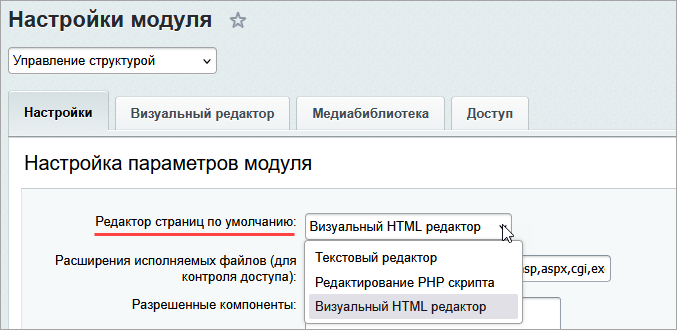 Настройки модуля
Управление структурой
Настройки Визуальный редактор Медиабиблиотека Доступ
Настройка параметров модуля
Редактор страниц по умолчанию: Визуальный HTML редактор
Текстовый редактор
Расширения исполняемых файлов (для
контроля доступа): sp,aspx,cgi,exe
Редактирование PHP скрипта
Разрешенные компоненты: Визуальный HTML редактор